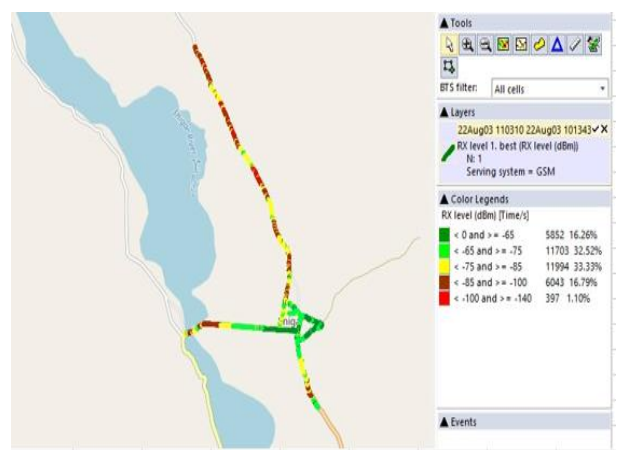 Tools
BTS filter: All cells
Layers
22Aug03 110310 22Aug03 101343
RX level 1. best (RX level (dBm))
N: 1
Serving system = GSM
Color Legends
RX level (dBm) [Time/s]
< 0 and >= -65 5852 16.26%
< -65 and >= -75 11703 32.52%
< -75 and >= -85 11994 33.33%
< -85 and >= -100 6043 16.79%
< -100 and >= -140 397 1.10%
niq
Events